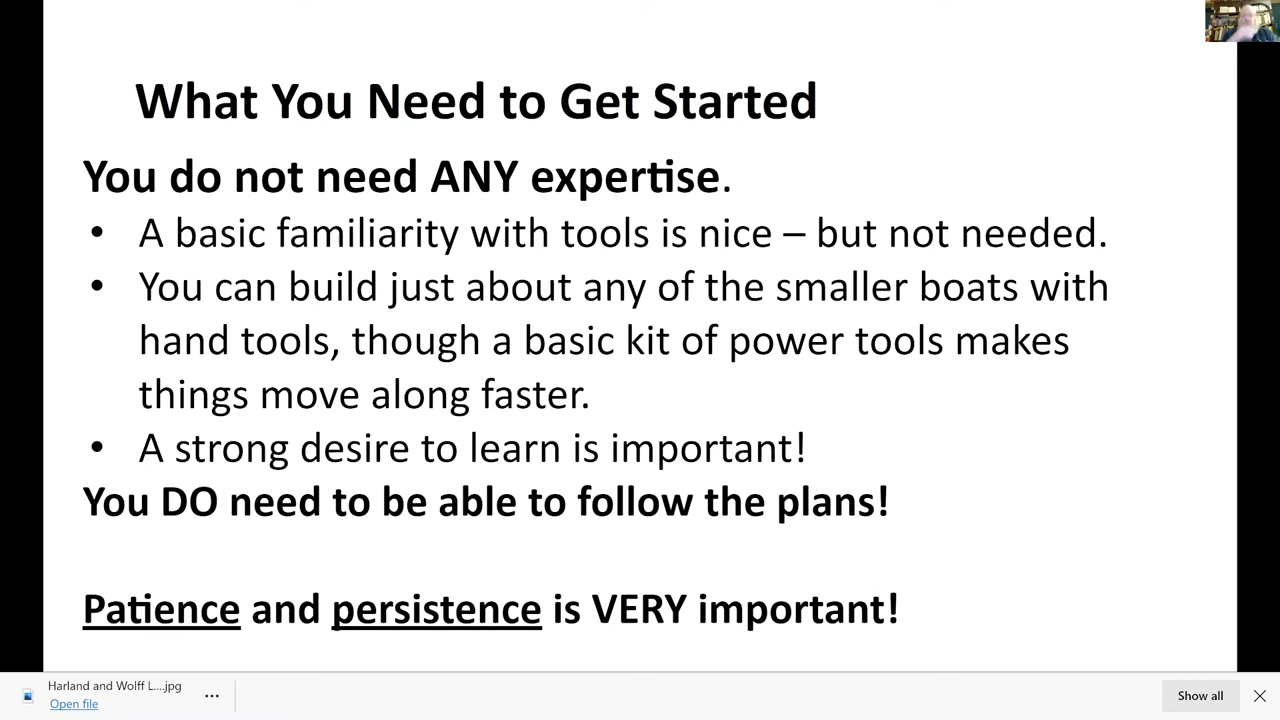 What You Need to Get Started
You do not need ANY expertise.
• A basic familiarity with tools is nice – but not needed.
• You can build just about any of the smaller boats with
hand tools, though a basic kit of power tools makes
things move along faster.
• A strong desire to learn is important!
You DO need to be able to follow the plans!
Patience and persistence is VERY important!
Harland and Wolff L....jpg
Open file
...
Show all